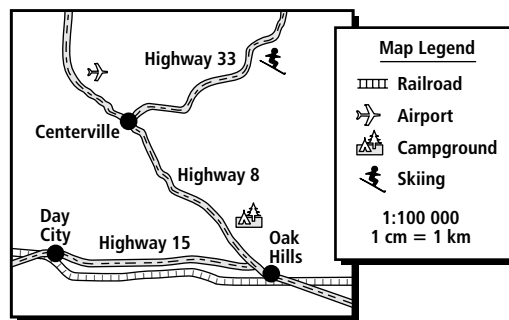 Highway 33
Centerville
Highway 8
Day
City
Highway 15
Oak
Hills
Map Legend
Railroad
Airport
Campground
Skiing
1:100 000
1 cm = 1 km